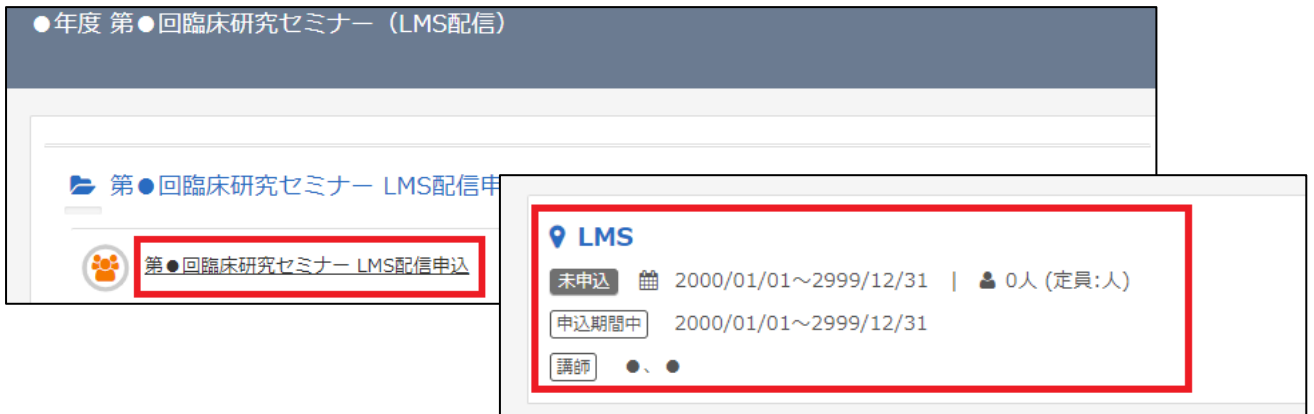 ●年度 第●回臨床研究セミナー（LMS配信）
第●回臨床研究セミナー LMS配信申
第●回臨床研究セミナー LMS配信申込
LMS
未申込 2000/01/01～2999/12/31 | 0人 (定員:人)
申込期間中 2000/01/01～2999/12/31
講師 ●、●